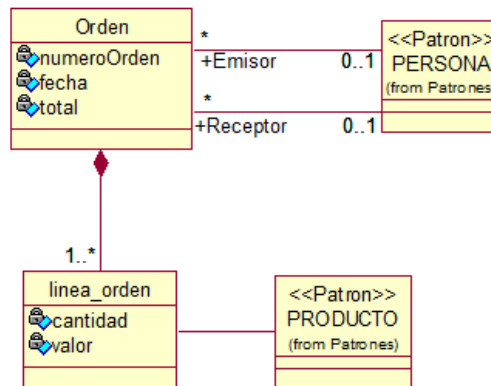 Orden
numeroOrden
fecha
total
*
+Emisor
0..1
*
+Receptor
0..1
<<Patron>>
PERSONA
(from Patrones)
1..*
linea_orden
cantidad
valor
<<Patron>>
PRODUCTO
(from Patrones)